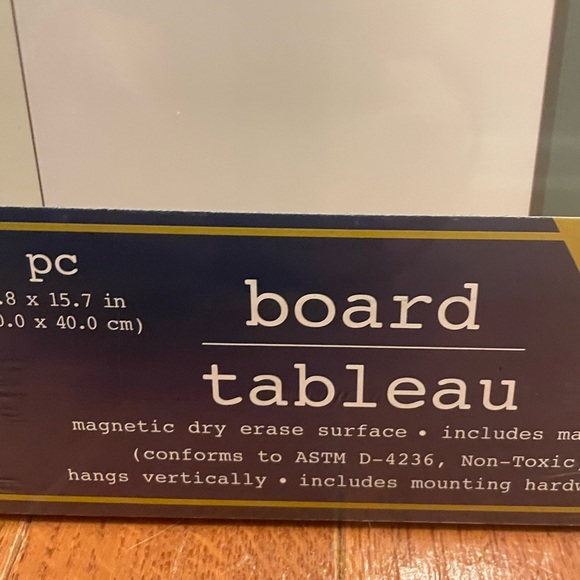 pc
.8 x 15.7 in
0.0 x 40.0 cm)
board
tableau
magnetic dry erase surface • includes ma
(conforms to ASTM D-4236, Non-Toxic)
hangs vertically • includes mounting hardw